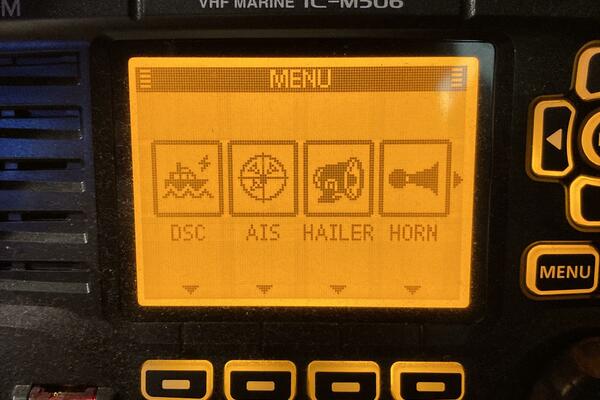 M
VHF MARINE IC-M506
MENU
DSC AIS HAILER HORN
MENU